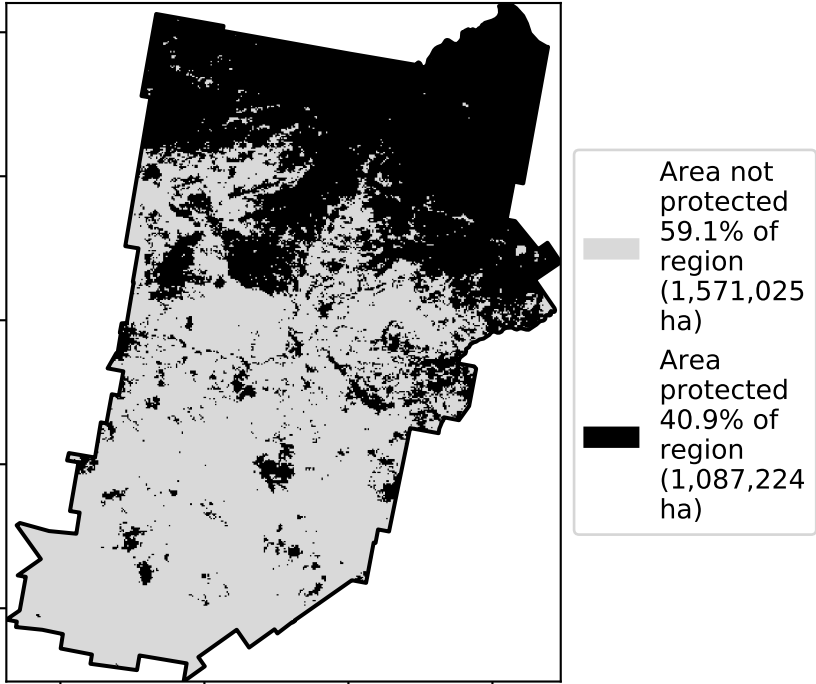 Area not
protected
59.1% of
region
(1,571,025
ha)
Area
protected
40.9% of
region
(1,087,224
ha)